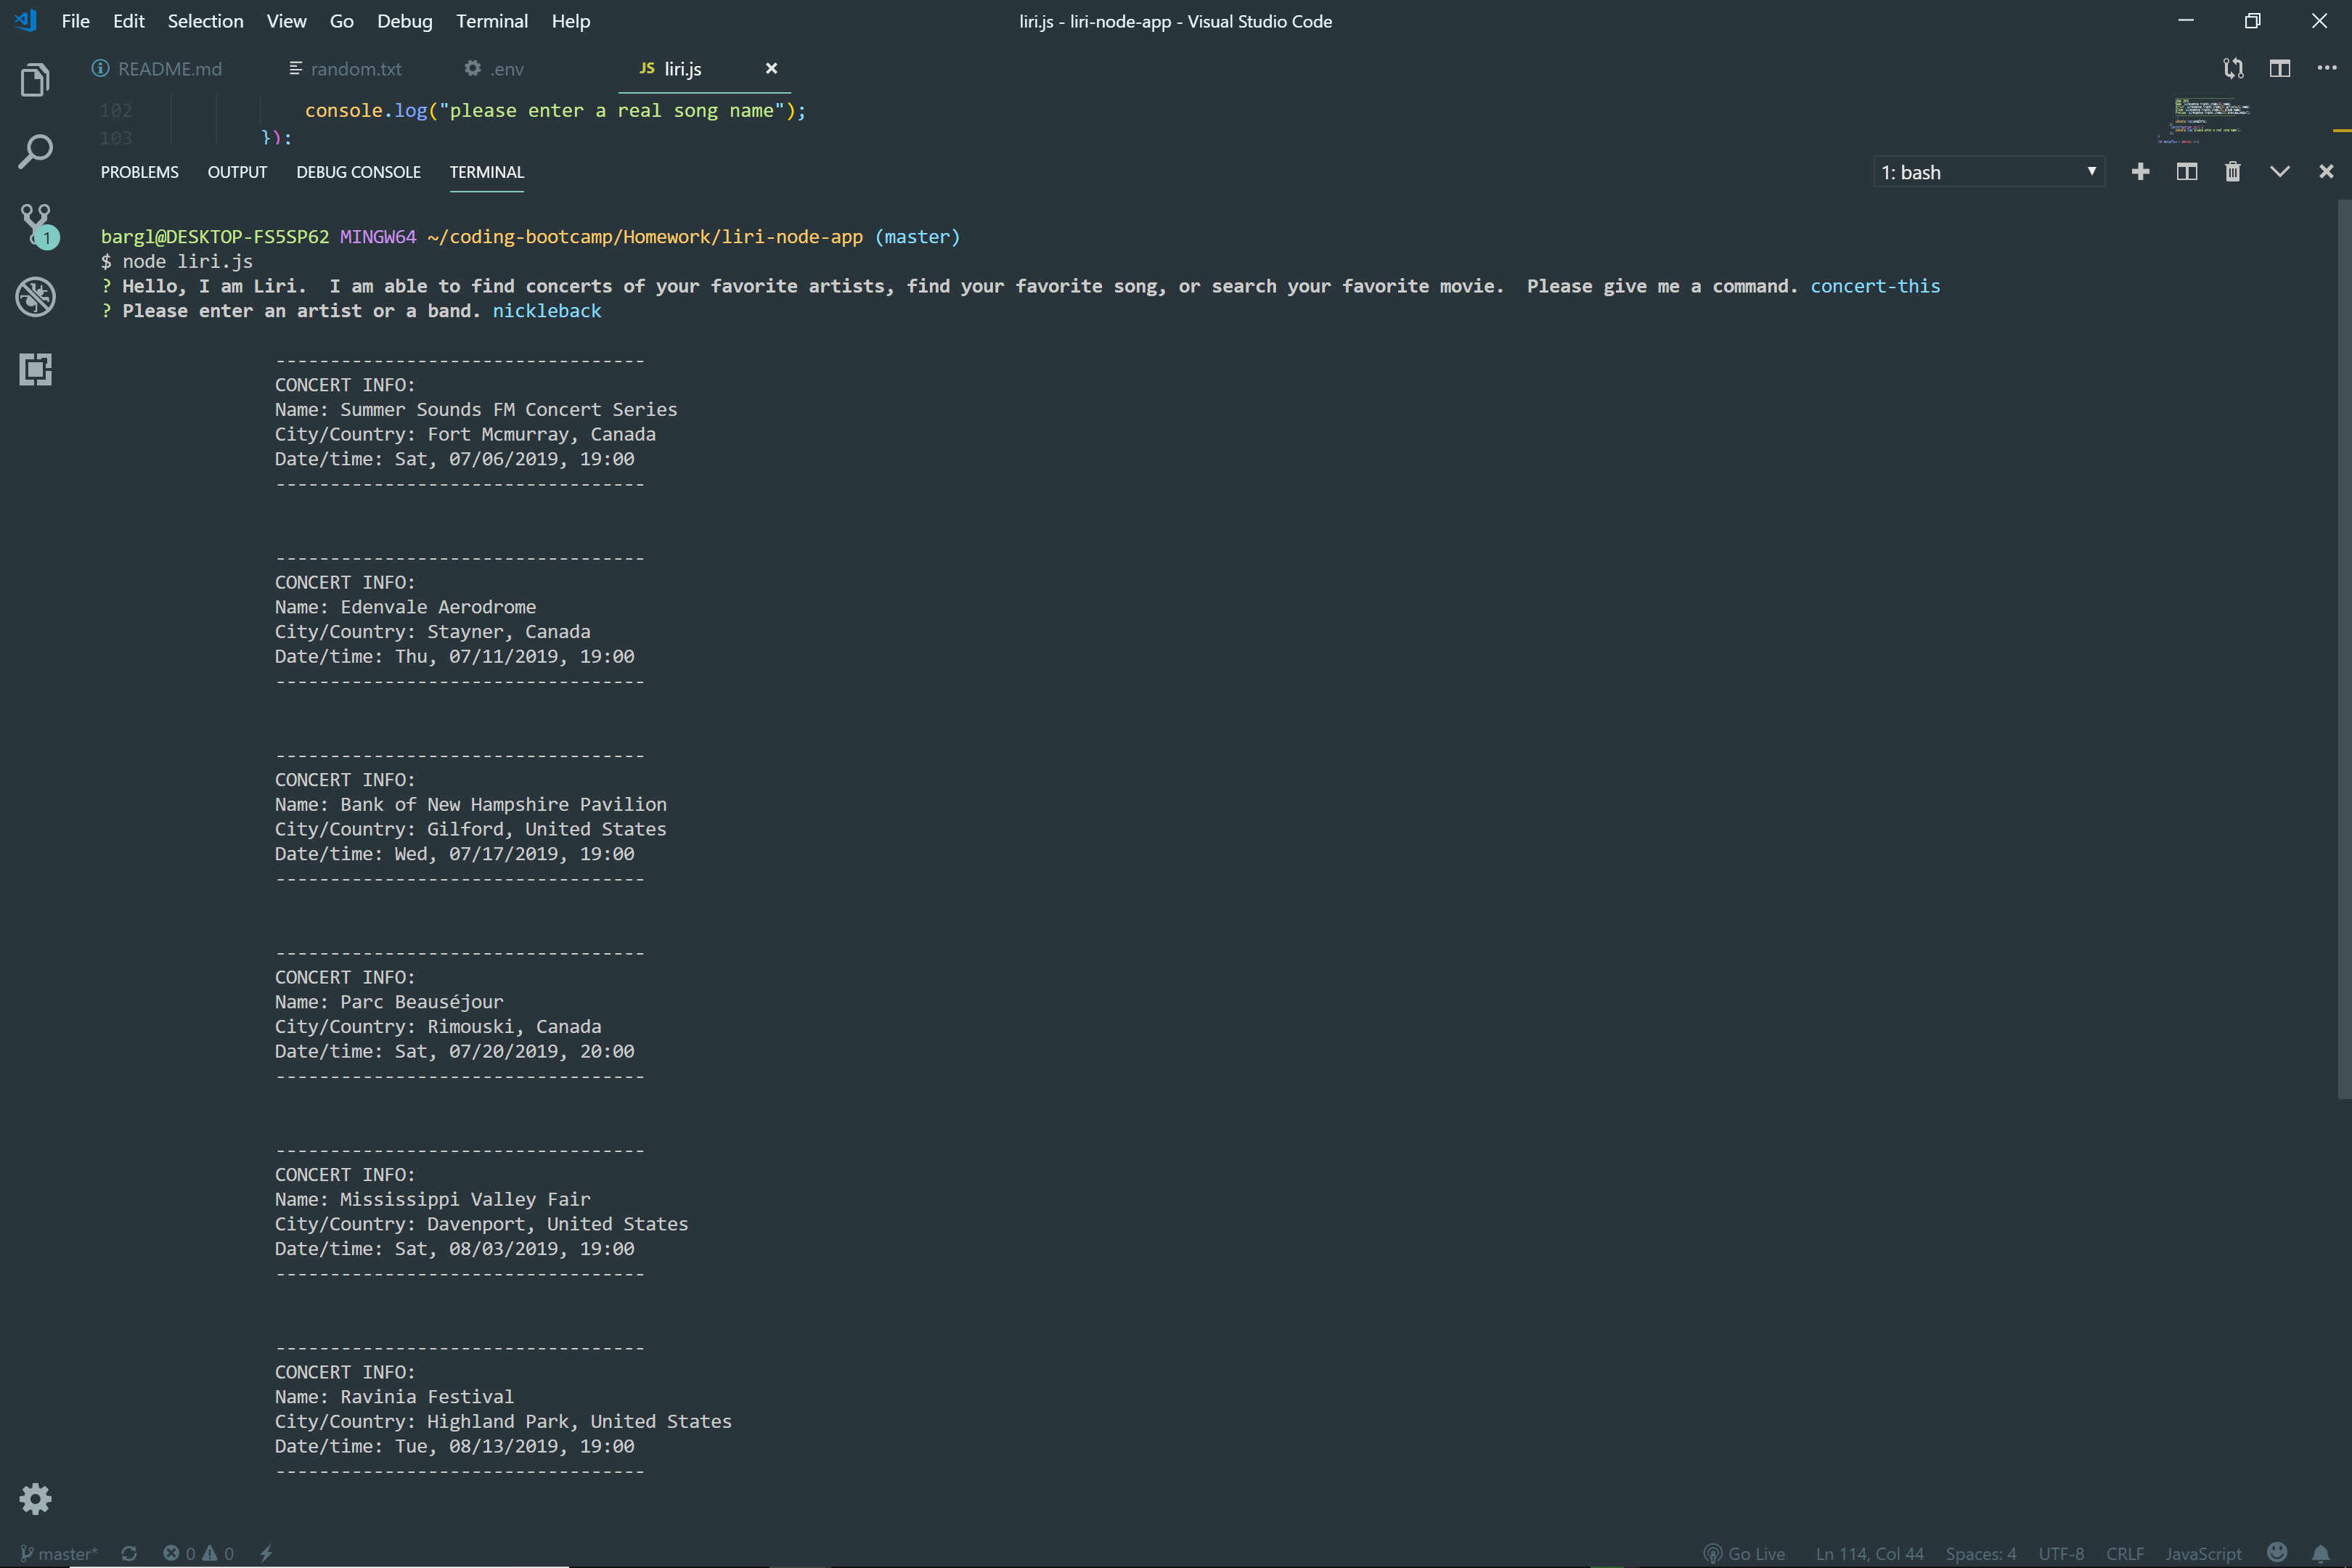 File Edit Selection View Go Debug Terminal Help
liri.js - liri-node-app - Visual Studio Code
README.md random.txt .env JS liri.js
102 console.log("please enter a real song name");
103 });
PROBLEMS OUTPUT DEBUG CONSOLE TERMINAL
1: bash
1
bargl@DESKTOP-FS5SP62 MINGW64 ~/coding-bootcamp/Homework/liri-node-app (master)
$ node liri.js
? Hello, I am Liri.  I am able to find concerts of your favorite artists, find your favorite song, or search your favorite movie.  Please give me a command. concert-this
? Please enter an artist or a band. nickleback
----------------------------------
CONCERT INFO:
Name: Summer Sounds FM Concert Series
City/Country: Fort Mcmurray, Canada
Date/time: Sat, 07/06/2019, 19:00
----------------------------------
----------------------------------
CONCERT INFO:
Name: Edenvale Aerodrome
City/Country: Stayner, Canada
Date/time: Thu, 07/11/2019, 19:00
----------------------------------
----------------------------------
CONCERT INFO:
Name: Bank of New Hampshire Pavilion
City/Country: Gilford, United States
Date/time: Wed, 07/17/2019, 19:00
----------------------------------
----------------------------------
CONCERT INFO:
Name: Parc Beauséjour
City/Country: Rimouski, Canada
Date/time: Sat, 07/20/2019, 20:00
----------------------------------
----------------------------------
CONCERT INFO:
Name: Mississippi Valley Fair
City/Country: Davenport, United States
Date/time: Sat, 08/03/2019, 19:00
----------------------------------
----------------------------------
CONCERT INFO:
Name: Ravinia Festival
City/Country: Highland Park, United States
Date/time: Tue, 08/13/2019, 19:00
----------------------------------
master* 0 0
Go Live Ln 114, Col 44 Spaces: 4 UTF-8 CRLF JavaScript